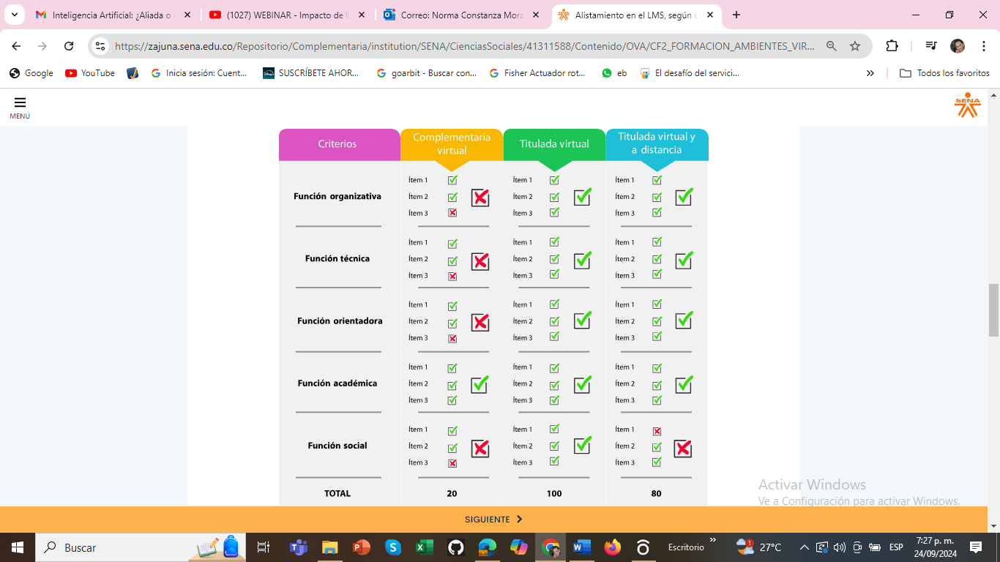 Inteligencia Artificial: ¿Aliada o a
(1027) WEBINAR - Impacto de l
Correo: Norma Constanza Mora
Alistamiento en el LMS, según c
https://zajuna.sena.edu.co/Repositorio/Complementaria/institution/SENA/CienciasSociales/41311588/Contenido/OVA/CF2_FORMACION_AMBIENTES_VIR...
Google
YouTube
Inicia sesión: Cuent...
SUSCRÍBETE AHOR...
goarbit - Buscar con...
Fisher Actuador rot...
eb
El desafío del servici...
Todos los favoritos
MENÚ
SENA
Criterios
Complementaria
virtual
Titulada virtual
Titulada virtual y
a distancia
Función organizativa
Ítem 1
Ítem 2
Ítem 3
Ítem 1
Ítem 2
Ítem 3
Ítem 1
Ítem 2
Ítem 3
Función técnica
Ítem 1
Ítem 2
Ítem 3
Ítem 1
Ítem 2
Ítem 3
Ítem 1
Ítem 2
Ítem 3
Función orientadora
Ítem 1
Ítem 2
Ítem 3
Ítem 1
Ítem 2
Ítem 3
Ítem 1
Ítem 2
Ítem 3
Función académica
Ítem 1
Ítem 2
Ítem 3
Ítem 1
Ítem 2
Ítem 3
Ítem 1
Ítem 2
Ítem 3
Función social
Ítem 1
Ítem 2
Ítem 3
Ítem 1
Ítem 2
Ítem 3
Ítem 1
Ítem 2
Ítem 3
TOTAL 20 100 80
Activar Windows
Ve a Configuración para activar Windows.
SIGUIENTE
Buscar
Escritorio
27°C
ESP
7:27 p. m.
24/09/2024